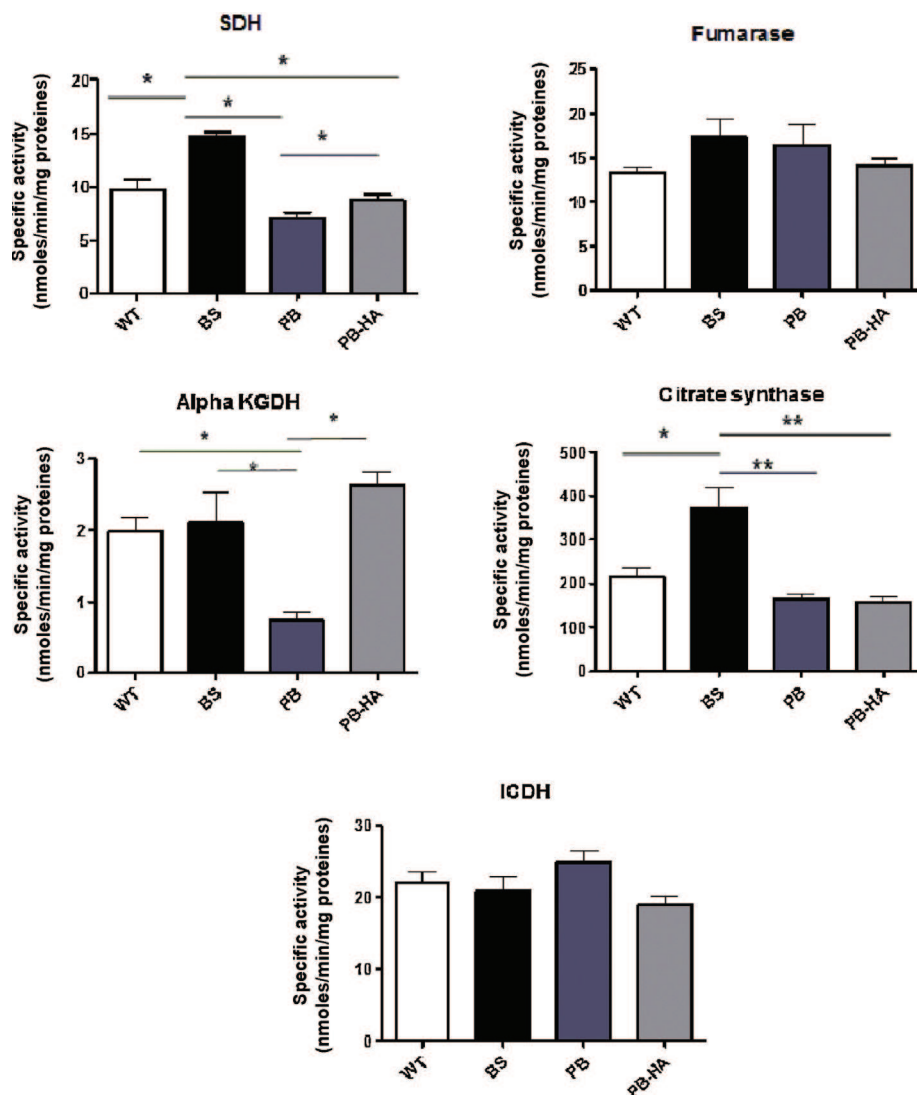 SDH
Specific activity
(nmoles/min/mg proteines)
20
15
10
5
0
*
*
*
*
WT
BS
PB
PB-HA
Fumarase
Specific activity
(nmoles/min/mg proteines)
25
20
15
10
5
0
WT
BS
PB
PB-HA
Alpha KGDH
Specific activity
(nmoles/min/mg proteines)
3
2
1
0
*
*
*
WT
BS
PB
PB-HA
Citrate synthase
Specific activity
(nmoles/min/mg proteines)
500
400
300
200
100
0
*
**
**
WT
BS
PB
PB-HA
ICDH
Specific activity
(nmoles/min/mg proteines)
30
20
10
0
WT
BS
PB
PB-HA